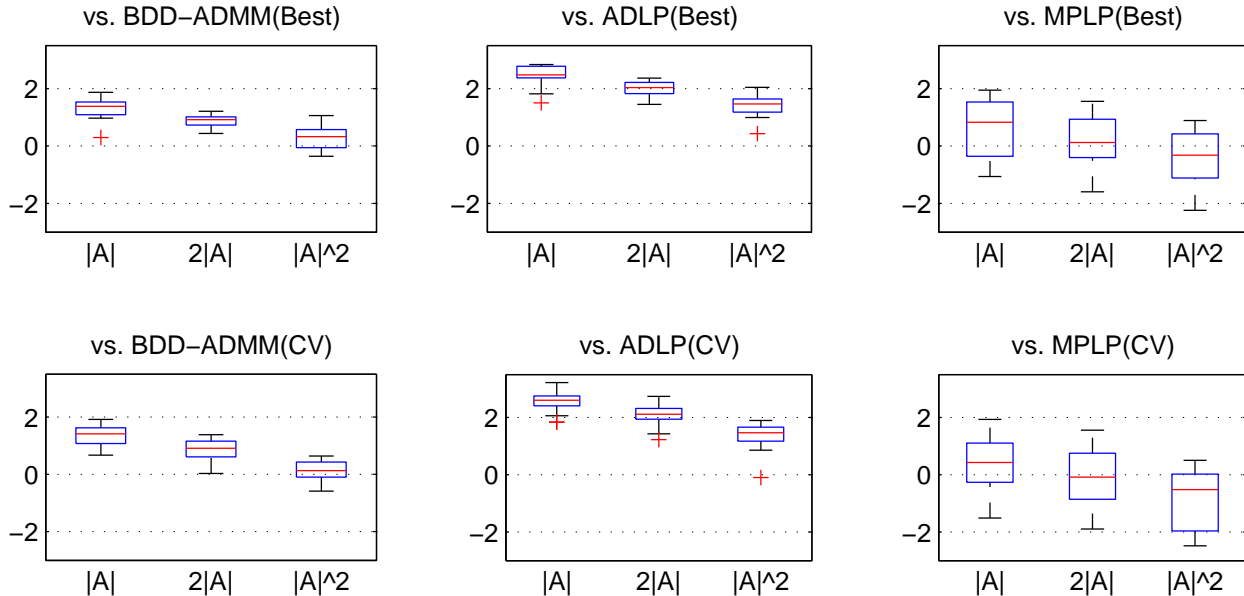 vs. BDD−ADMM(Best)
2
0
−2
|A|
2|A|
|A|^2
vs. ADLP(Best)
2
0
−2
|A|
2|A|
|A|^2
vs. MPLP(Best)
2
0
−2
|A|
2|A|
|A|^2
vs. BDD−ADMM(CV)
2
0
−2
|A|
2|A|
|A|^2
vs. ADLP(CV)
2
0
−2
|A|
2|A|
|A|^2
vs. MPLP(CV)
2
0
−2
|A|
2|A|
|A|^2